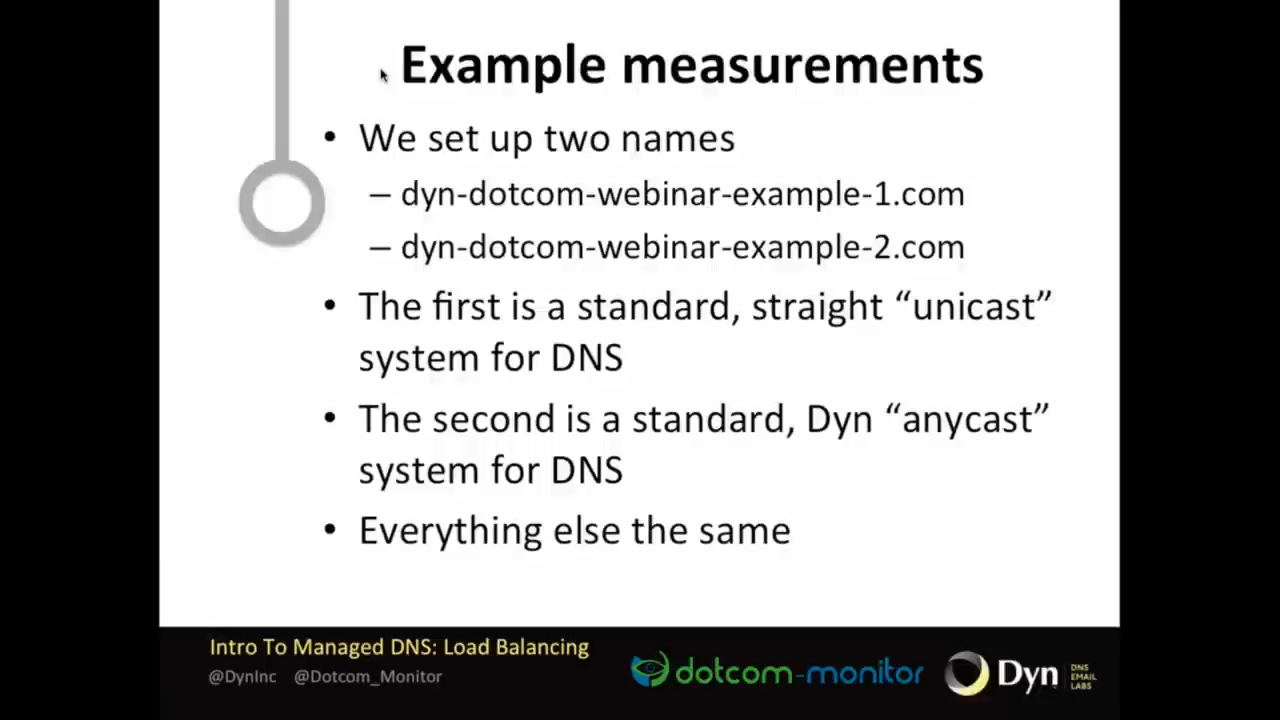 Example measurements
• We set up two names
– dyn-dotcom-webinar-example-1.com
– dyn-dotcom-webinar-example-2.com
• The first is a standard, straight “unicast”
system for DNS
• The second is a standard, Dyn “anycast”
system for DNS
• Everything else the same
Intro To Managed DNS: Load Balancing
@DynInc @Dotcom_Monitor
dotcom-monitor
Dyn
DNS
EMAIL
LABS